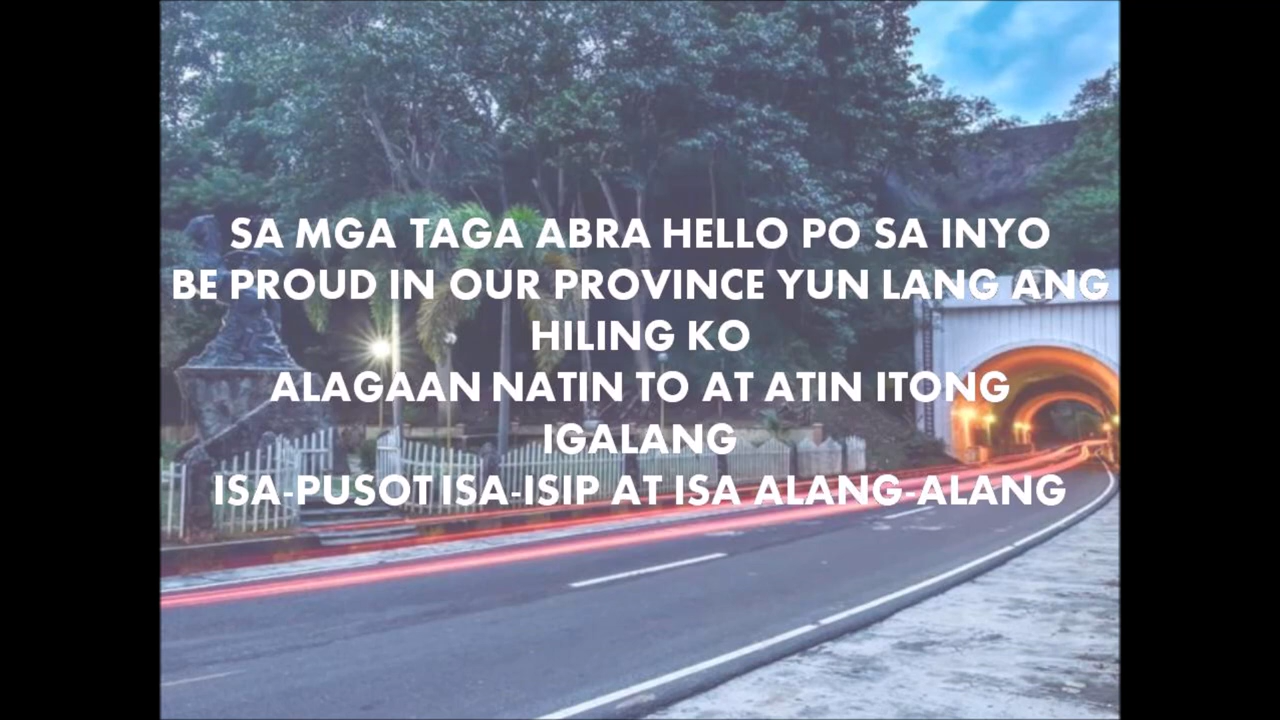 SA MGA TAGA ABRA HELLO PO SA INYO
BE PROUD IN OUR PROVINCE YUN LANG ANG
HILING KO
ALAGAAN NATIN TO AT ATIN ITONG
IGALANG
ISA-PUSOT ISA-ISIP AT ISA ALANG-ALANG